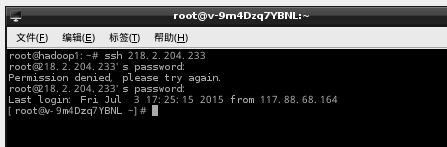 root@v-9m4Dzq7YBNL:~
文件(F) 编辑(E) 标签(T) 帮助(H)
root@hadoop1:~# ssh 218.2.204.233
root@218.2.204.233's password:
Permission denied, please try again.
root@218.2.204.233's password:
Last login: Fri Jul  3 17:25:15 2015 from 117.88.68.164
[root@v-9m4Dzq7YBNL ~]#